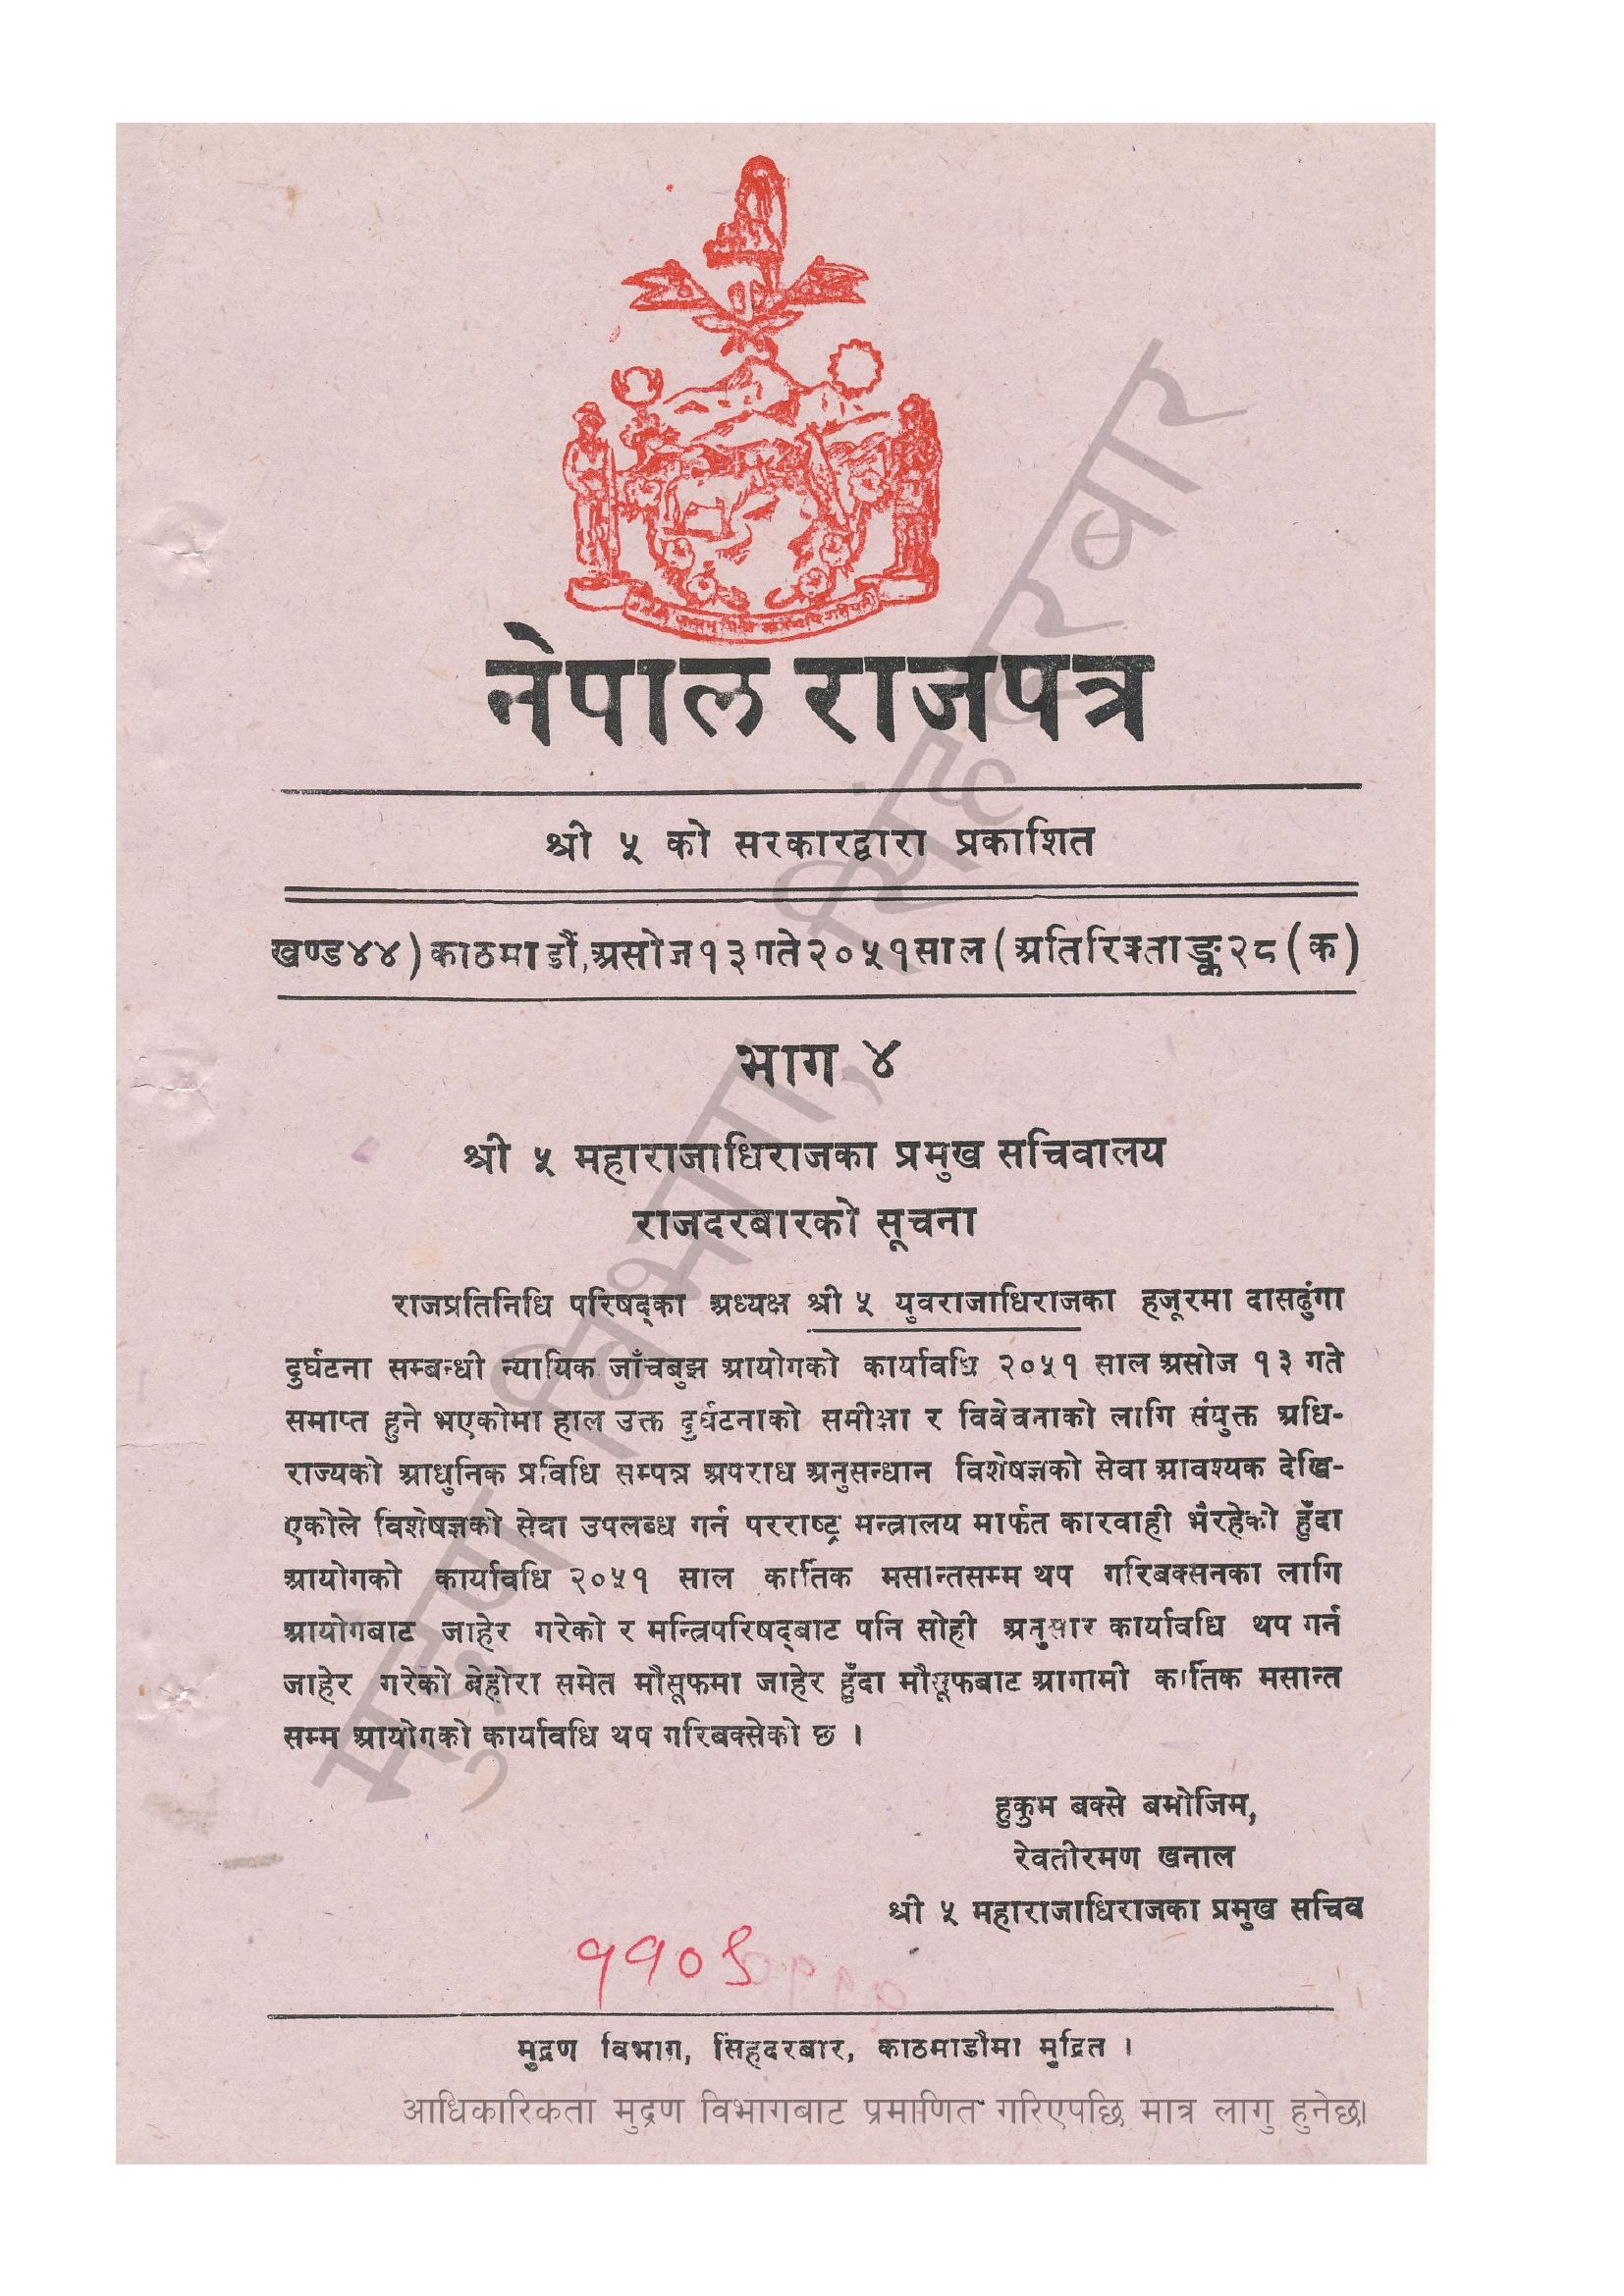 नेपाल राजपत्र
श्री ५ को सरकारद्वारा प्रकाशित
खण्ड ४४) काठमाडौं, असोज १३ गते २०५१ साल (अतिरिक्ताङ्क २८ (क)
भाग ४
श्री ५ महाराजाधिराजका प्रमुख सचिवालय
राजदरबारको सूचना
राजप्रतिनिधि परिषद्का अध्यक्ष श्री ५ युवराजाधिराजका हजूरमा दासढुंगा
दुर्घटना सम्बन्धी न्यायिक जाँचबुझ आयोगको कार्यावधि २०५१ साल असोज १३ गते
समाप्त हुने भएकोमा हाल उक्त दुर्घटनाको समीक्षा र विवेचनाको लागि संयुक्त अधि-
राज्यको आधुनिक प्रविधि सम्पन्न अपराध अनुसन्धान विशेषज्ञको सेवा आवश्यक देखि-
एकोले विशेषज्ञको सेवा उपलब्ध गर्न परराष्ट्र मन्त्रालय मार्फत कारवाही भैरहेको हुँदा
आयोगको कार्यावधि २०५१ साल कार्तिक मसान्तसम्म थप गरिबक्सनका लागि
आयोगबाट जाहेर गरेको र मन्त्रिपरिषद्बाट पनि सोही अनुसार कार्यावधि थप गर्न
जाहेर गरेको बेहोरा समेत मौसूफमा जाहेर हुँदा मौसूफबाट आगामी कार्तिक मसान्त
सम्म आयोगको कार्यावधि थप गरिबक्सेको छ ।
हुकुम बक्से बमोजिम,
रेवतीरमण खनाल
श्री ५ महाराजाधिराजका प्रमुख सचिव
११०९
मुद्रण विभाग, सिंहदरबार, काठमाडौंमा मुद्रित ।
आधिकारिकता मुद्रण विभागबाट प्रमाणित गरिएपछि मात्र लागु हुनेछ।
मुद्रण विभाग, सिंहदरबार